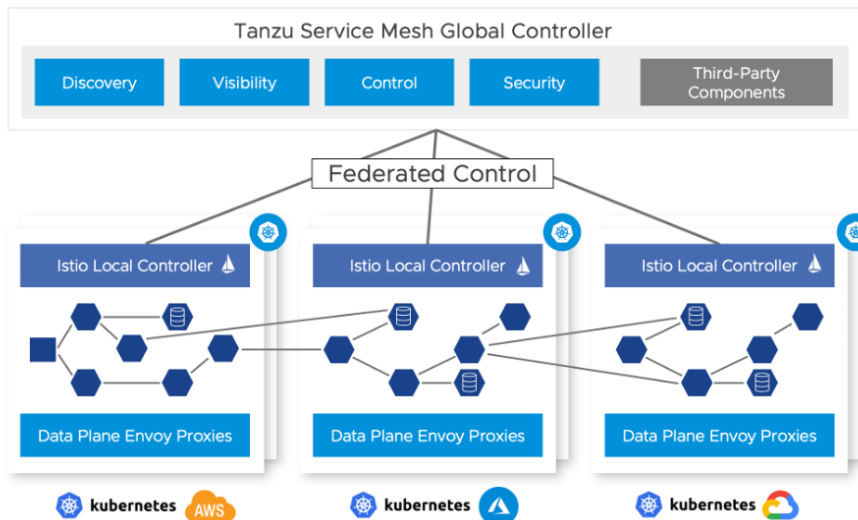 Tanzu Service Mesh Global Controller
Discovery
Visibility
Control
Security
Third-Party
Components
Federated Control
Istio Local Controller
Istio Local Controller
Istio Local Controller
Data Plane Envoy Proxies
Data Plane Envoy Proxies
Data Plane Envoy Proxies
kubernetes AWS
kubernetes
kubernetes